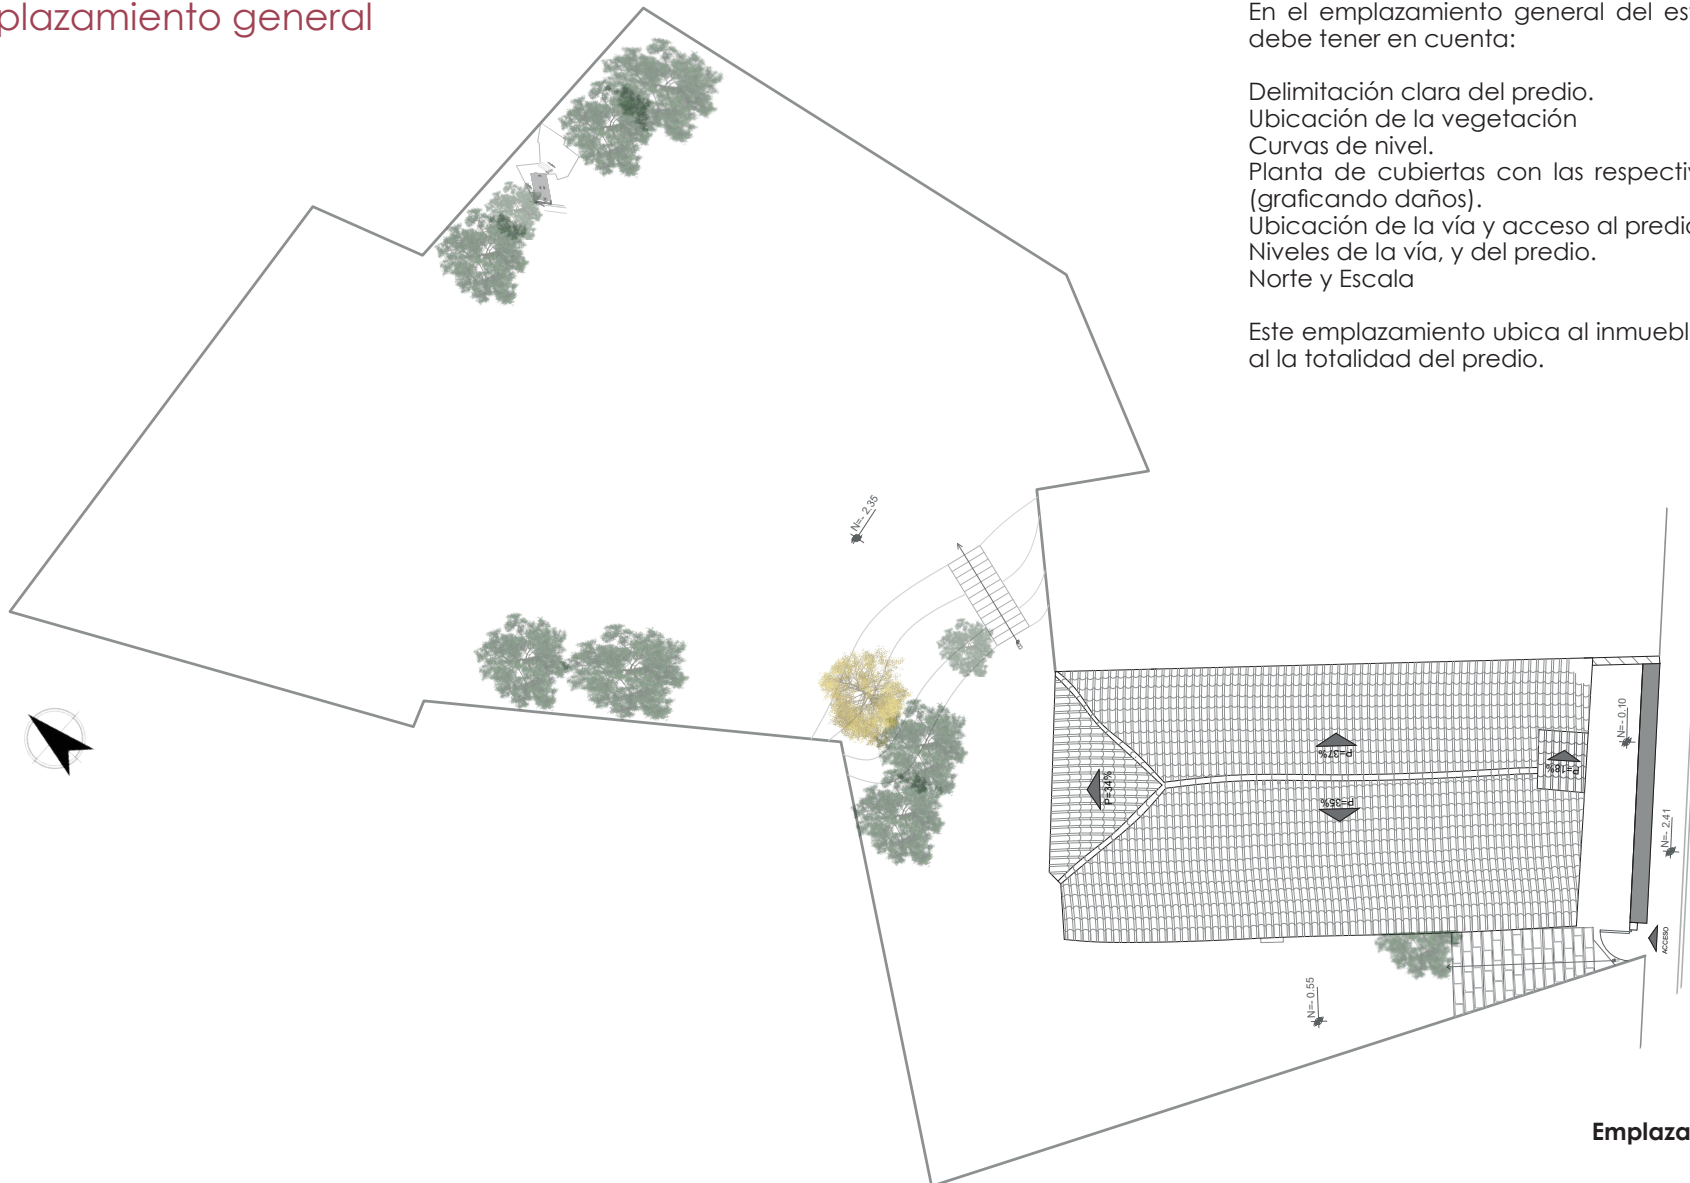 plazamiento general
En el emplazamiento general del es
debe tener en cuenta:
Delimitación clara del predio.
Ubicación de la vegetación
Curvas de nivel.
Planta de cubiertas con las respecti
(graficando daños).
Ubicación de la vía y acceso al predio
Niveles de la vía, y del predio.
Norte y Escala
Este emplazamiento ubica al inmuebl
al la totalidad del predio.
N=- 2.35
N=- 0.10
P=37%
P=18%
P=34%
P=35%
N=- 2.41
ACCESO
N=- 0.55
Emplaza